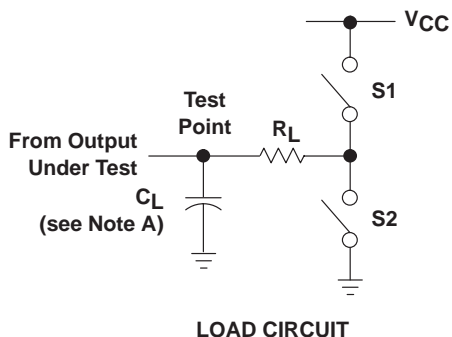 VCC
S1
Test
Point
RL
From Output
Under Test
CL
(see Note A)
S2
LOAD CIRCUIT